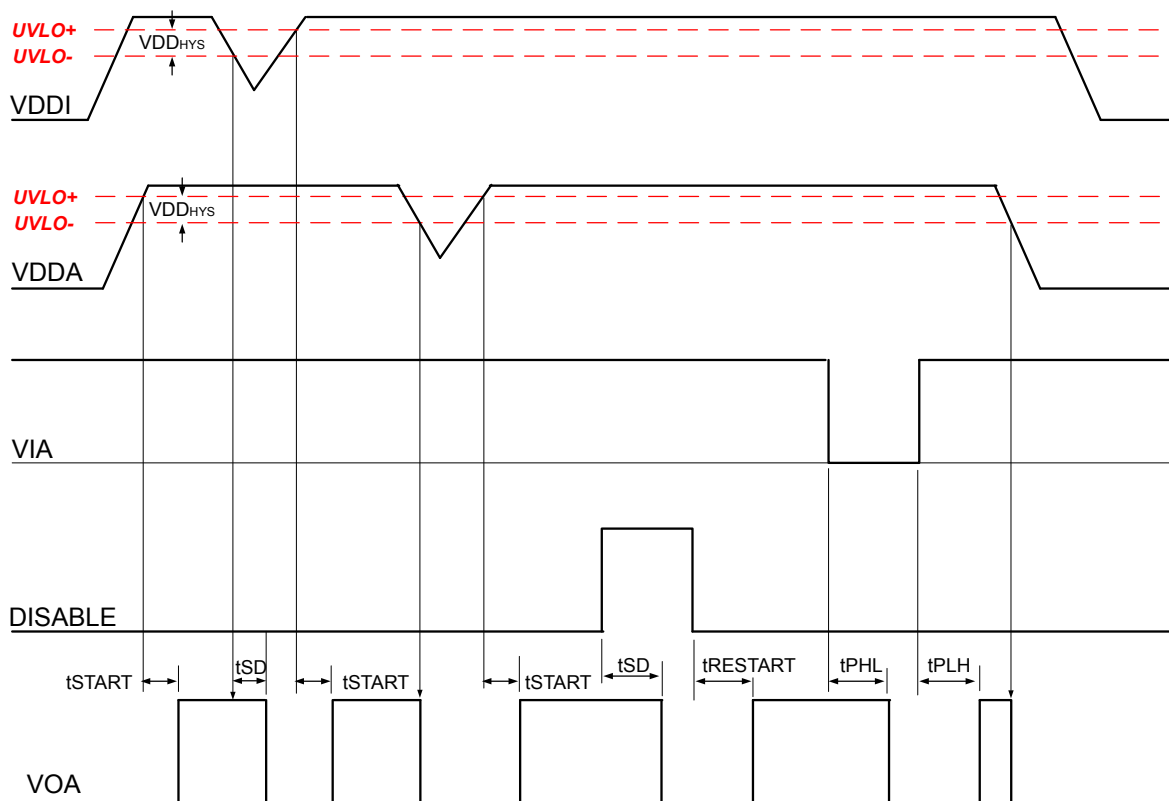 UVLO+
VDDHYS
UVLO-
VDDI
UVLO+
VDDHYS
UVLO-
VDDA
VIA
DISABLE
tSTART
tSD
tSTART
tSTART
tSD
tRESTART
tPHL
tPLH
VOA